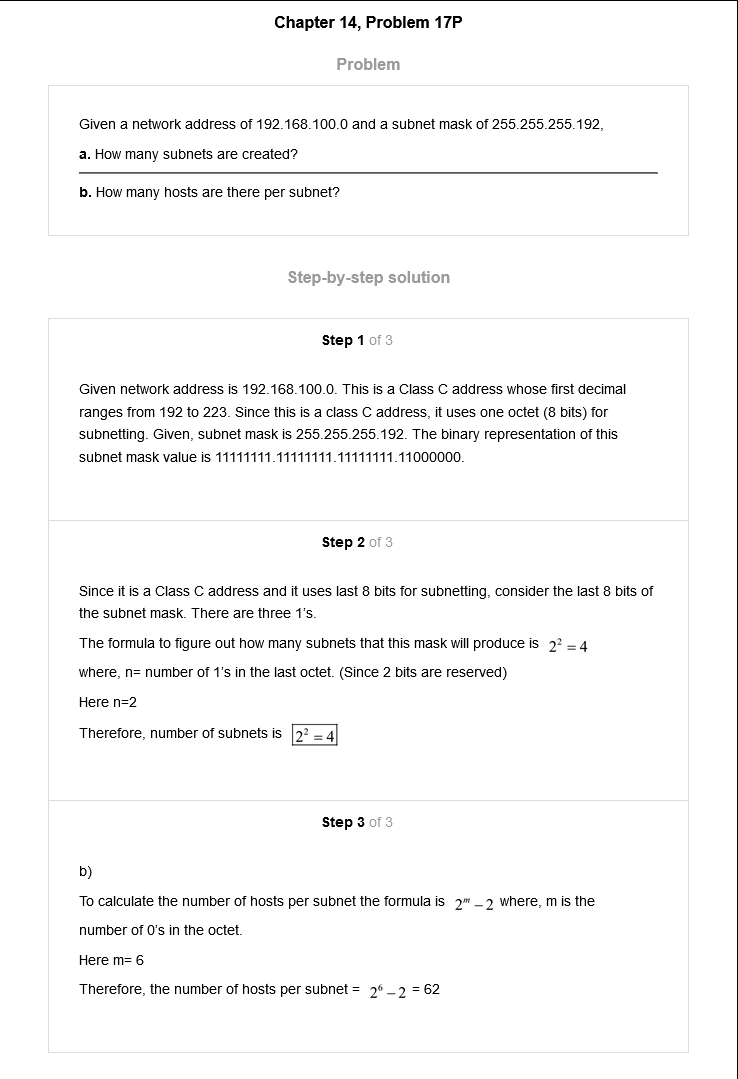 Chapter 14, Problem 17P
Problem
Given a network address of 192.168.100.0 and a subnet mask of 255.255.255.192,
a. How many subnets are created?
b. How many hosts are there per subnet?
Step-by-step solution
Step 1 of 3
Given network address is 192.168.100.0. This is a Class C address whose first decimal
ranges from 192 to 223. Since this is a class C address, it uses one octet (8 bits) for
subnetting. Given, subnet mask is 255.255.255.192. The binary representation of this
subnet mask value is 11111111.11111111.11111111.11000000.
Step 2 of 3
Since it is a Class C address and it uses last 8 bits for subnetting, consider the last 8 bits of
the subnet mask. There are three 1's.
The formula to figure out how many subnets that this mask will produce is 2² = 4
where, n= number of 1's in the last octet. (Since 2 bits are reserved)
Here n=2
Therefore, number of subnets is 2² = 4
Step 3 of 3
b)
To calculate the number of hosts per subnet the formula is 2ᵐ – 2 where, m is the
number of 0's in the octet.
Here m= 6
Therefore, the number of hosts per subnet = 2⁶ – 2 = 62